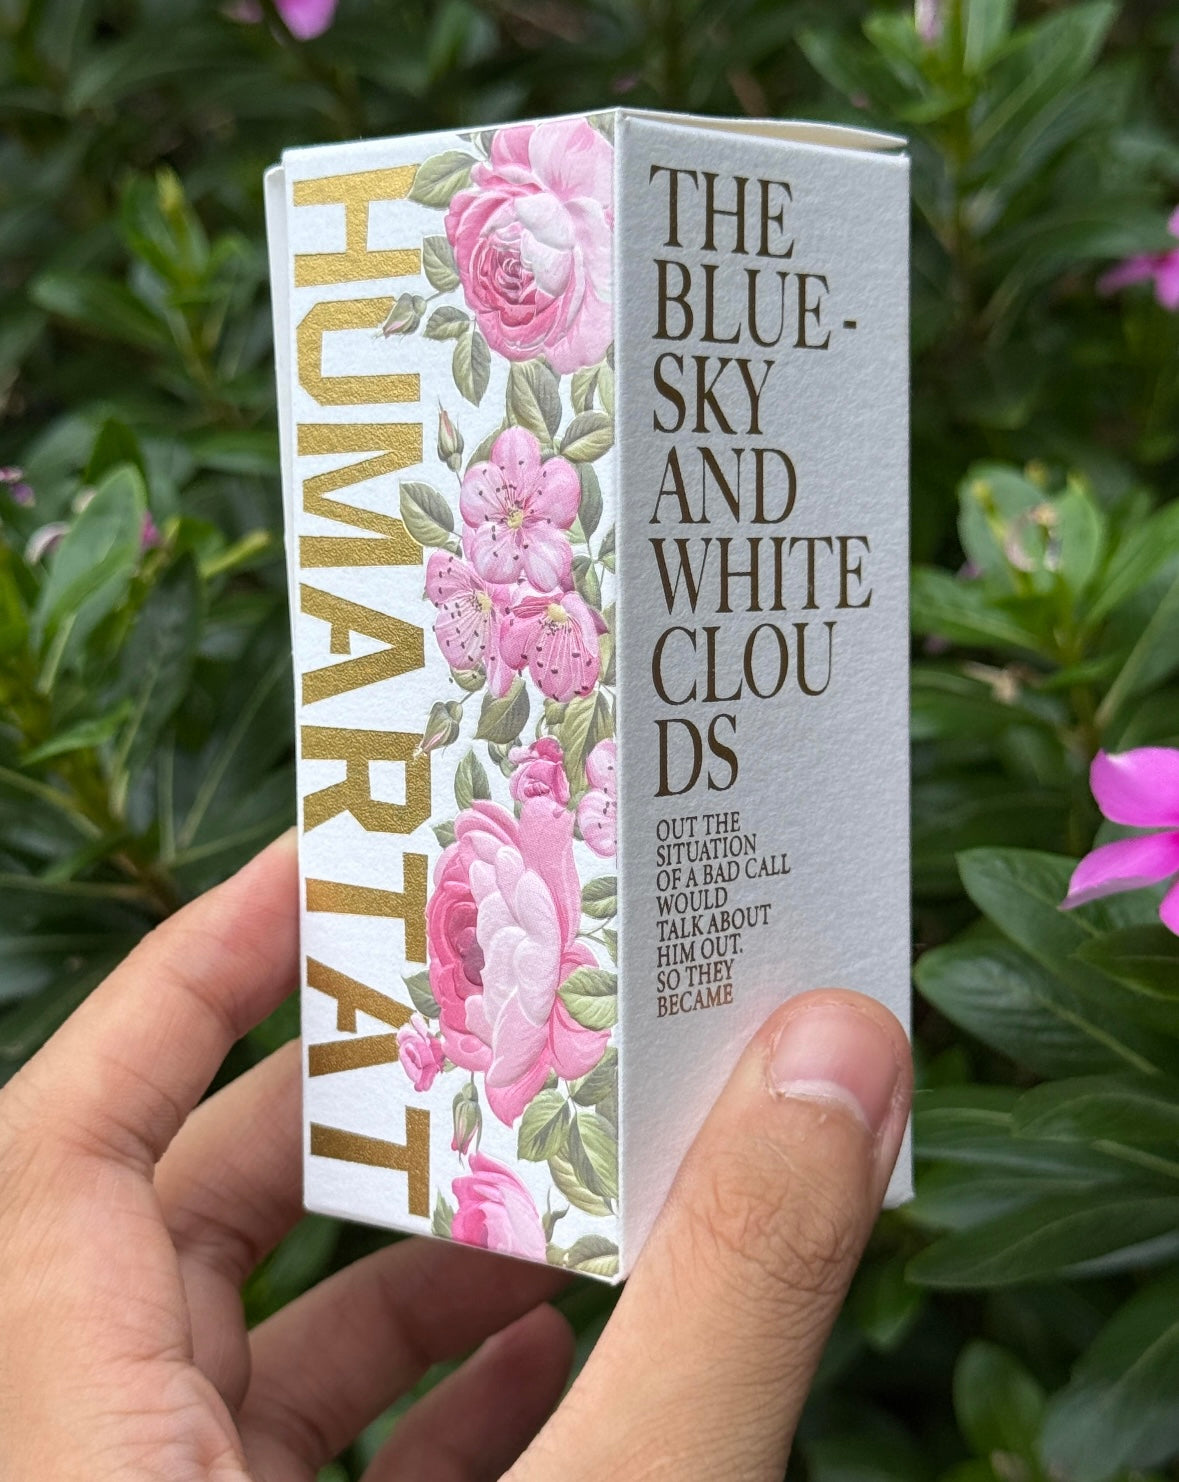 HUMARTAT
THE
BLUE-
SKY
AND
WHITE
CLOU
DS
OUT THE
SITUATION
OF A BAD CALL
WOULD
TALK ABOUT
HIM OUT.
SO THEY
BECAME